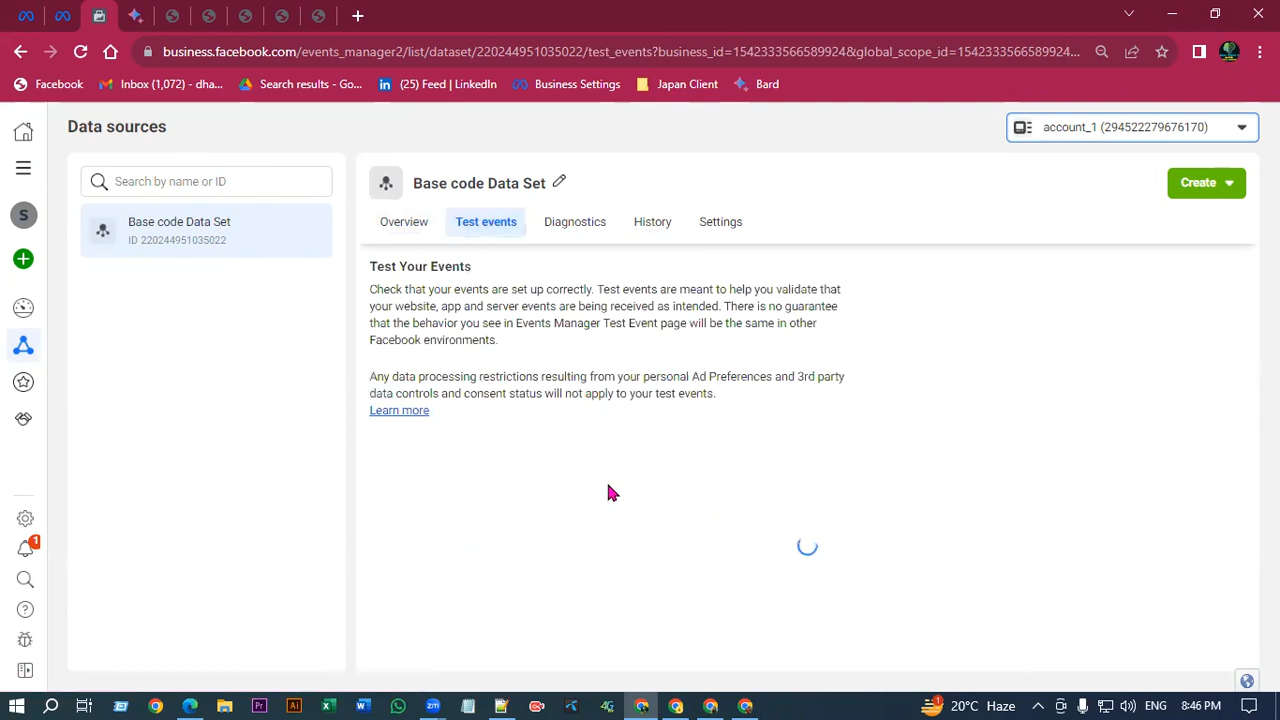 business.facebook.com/events_manager2/list/dataset/220244951035022/test_events?business_id=1542333566589924&global_scope_id=1542333566589924...
Facebook
Inbox (1,072) - dha...
Search results - Go...
(25) Feed | LinkedIn
Business Settings
Japan Client
Bard
Data sources
account_1 (294522279676170)
Search by name or ID
Base code Data Set
ID 220244951035022
Base code Data Set
Create
Overview
Test events
Diagnostics
History
Settings
S
Test Your Events
Check that your events are set up correctly. Test events are meant to help you validate that
your website, app and server events are being received as intended. There is no guarantee
that the behavior you see in Events Manager Test Event page will be the same in other
Facebook environments.
Any data processing restrictions resulting from your personal Ad Preferences and 3rd party
data controls and consent status will not apply to your test events.
Learn more
1
Pr
Ai
zm
4G
1
20°C Haze
ENG
8:46 PM